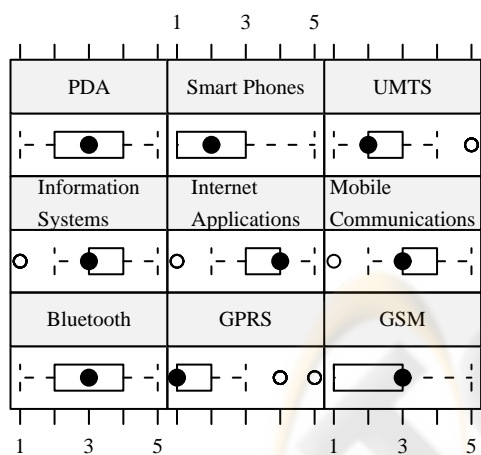 1 3 5
PDA Smart Phones UMTS
Information Internet Mobile
Systems Applications Communications
Bluetooth GPRS GSM
1 3 5 1 3 5